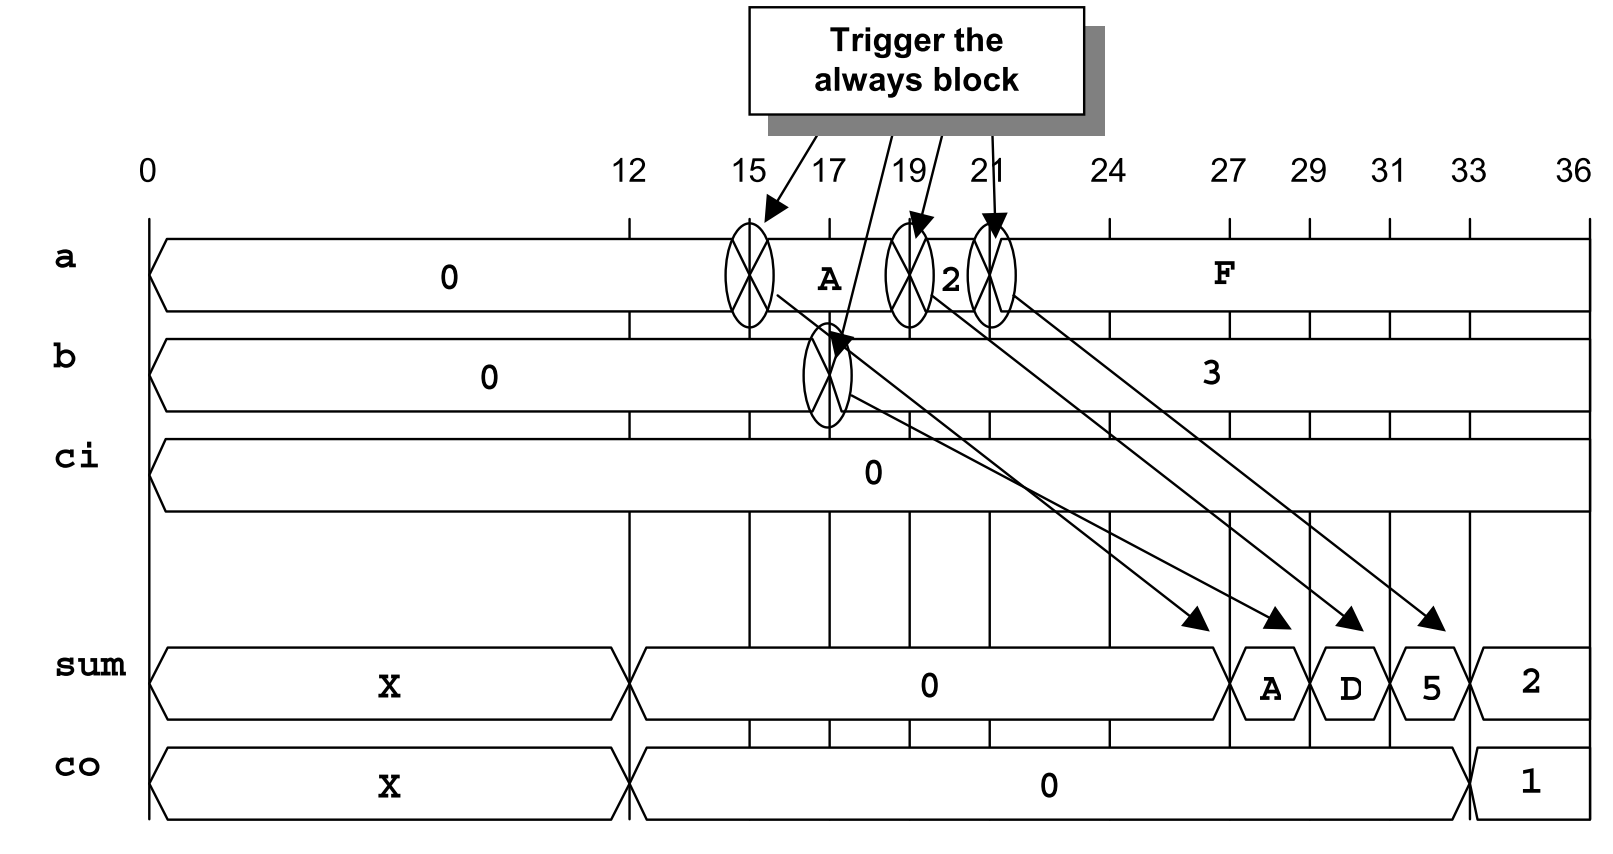 Trigger the
always block
0 12 15 17 19 21 24 27 29 31 33 36
a 0 A 2 F
b 0 3
ci 0
sum X 0 A D 5 2
co X 0 1